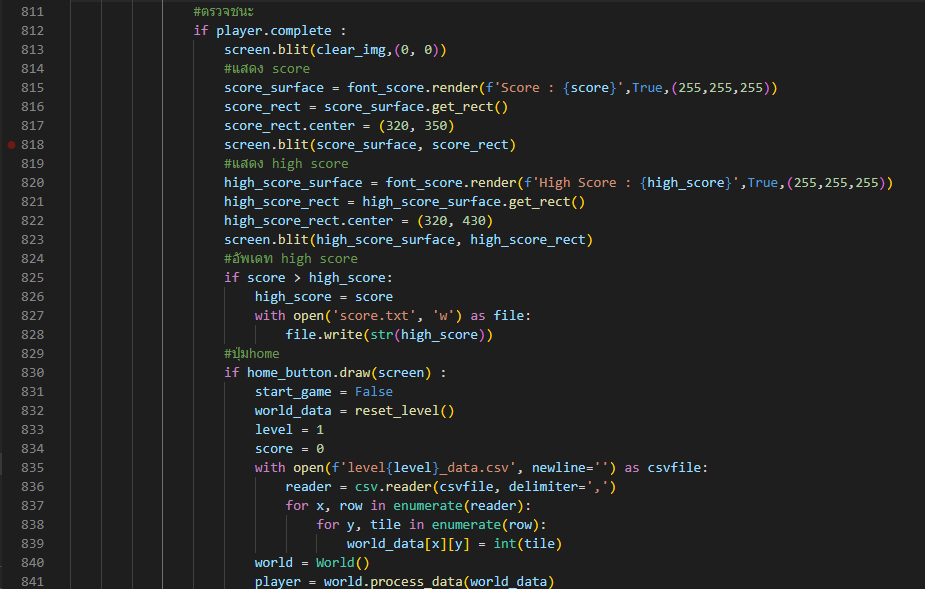 811 #ตรวจชนะ
812 if player.complete :
813 screen.blit(clear_img,(0, 0))
814 #แสดง score
815 score_surface = font_score.render(f'Score : {score}',True,(255,255,255))
816 score_rect = score_surface.get_rect()
817 score_rect.center = (320, 350)
818 screen.blit(score_surface, score_rect)
819 #แสดง high score
820 high_score_surface = font_score.render(f'High Score : {high_score}',True,(255,255,255))
821 high_score_rect = high_score_surface.get_rect()
822 high_score_rect.center = (320, 430)
823 screen.blit(high_score_surface, high_score_rect)
824 #อัพเดท high score
825 if score > high_score:
826 high_score = score
827 with open('score.txt', 'w') as file:
828 file.write(str(high_score))
829 #ปุ่มhome
830 if home_button.draw(screen) :
831 start_game = False
832 world_data = reset_level()
833 level = 1
834 score = 0
835 with open(f'level{level}_data.csv', newline='') as csvfile:
836 reader = csv.reader(csvfile, delimiter=',')
837 for x, row in enumerate(reader):
838 for y, tile in enumerate(row):
839 world_data[x][y] = int(tile)
840 world = World()
841 player = world.process_data(world_data)